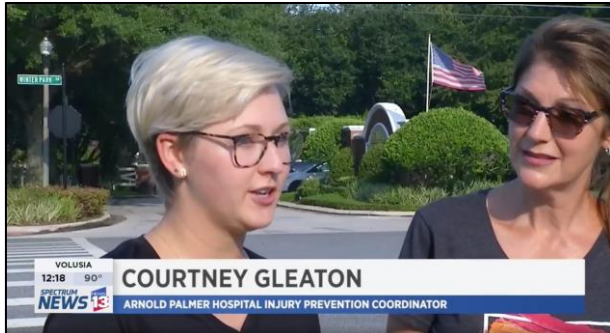 WINTER PARK
VOLUSIA
12:18 90°
SPECTRUM
NEWS 13
COURTNEY GLEATON
ARNOLD PALMER HOSPITAL INJURY PREVENTION COORDINATOR